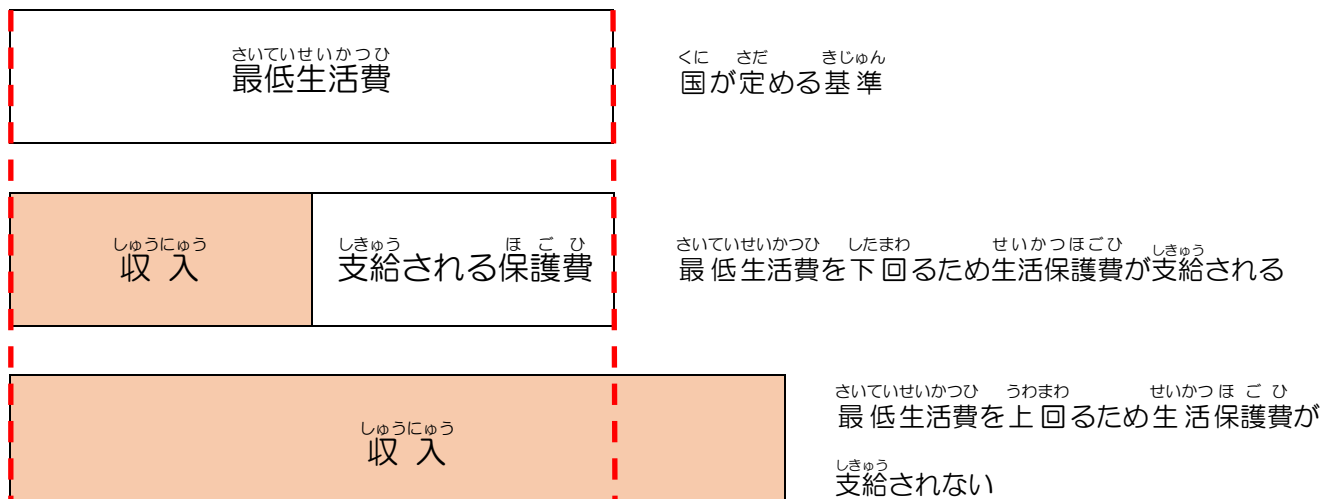 さいていせいかつひ
最低生活費
くに さだ きじゅん
国が定める基準
しゅうにゅう
収入
しきゅう ほごひ
支給される保護費
さいていせいかつひ したまわ せいかつほごひ しきゅう
最低生活費を下回るため生活保護費が支給される
しゅうにゅう
収入
さいていせいかつひ うわまわ せいかつほごひ
最低生活費を上回るため生活保護費が
しきゅう
支給されない